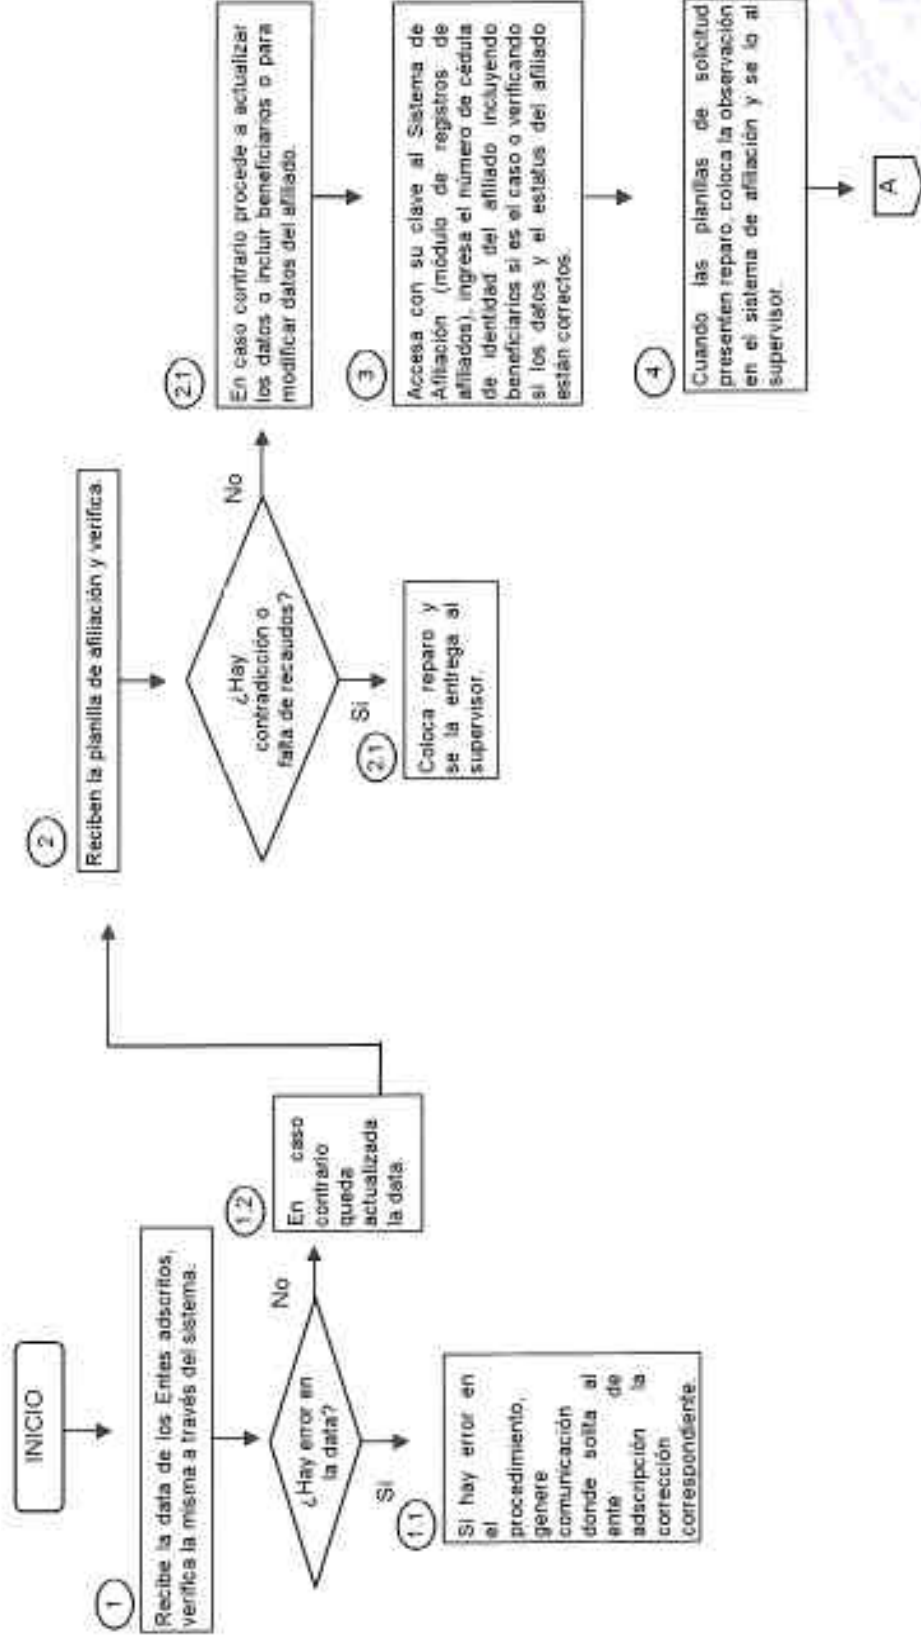 INICIO
1
Recibe la data de los Entes adscritos,
verifica la misma a través del sistema.
¿Hay error en
la data?
No
Si
1.1
Si hay error en
el
procedimiento,
genere
comunicación
donde solita al
ente de
adscripción la
corrección
correspondiente.
1.2
En caso
contrario
queda
actualizada
la data.
2
Reciben la planilla de afiliación y verifica.
¿Hay
contradicción o
falta de recaudos?
No
Si
2.1
Coloca reparo y
se la entrega al
supervisor.
2.1
En caso contrario procede a actualizar
los datos o incluir beneficiarios o para
modificar datos del afiliado.
3
Accesa con su clave al Sistema de
Afiliación (módulo de registros de
afiliados), ingresa el número de cédula
de identidad del afiliado incluyendo
beneficiarios si es el caso o verificando
si los datos y el estatus del afiliado
están correctos.
4
Cuando las planillas de solicitud
presenten reparo, coloca la observación
en el sistema de afiliación y se lo al
supervisor.
A